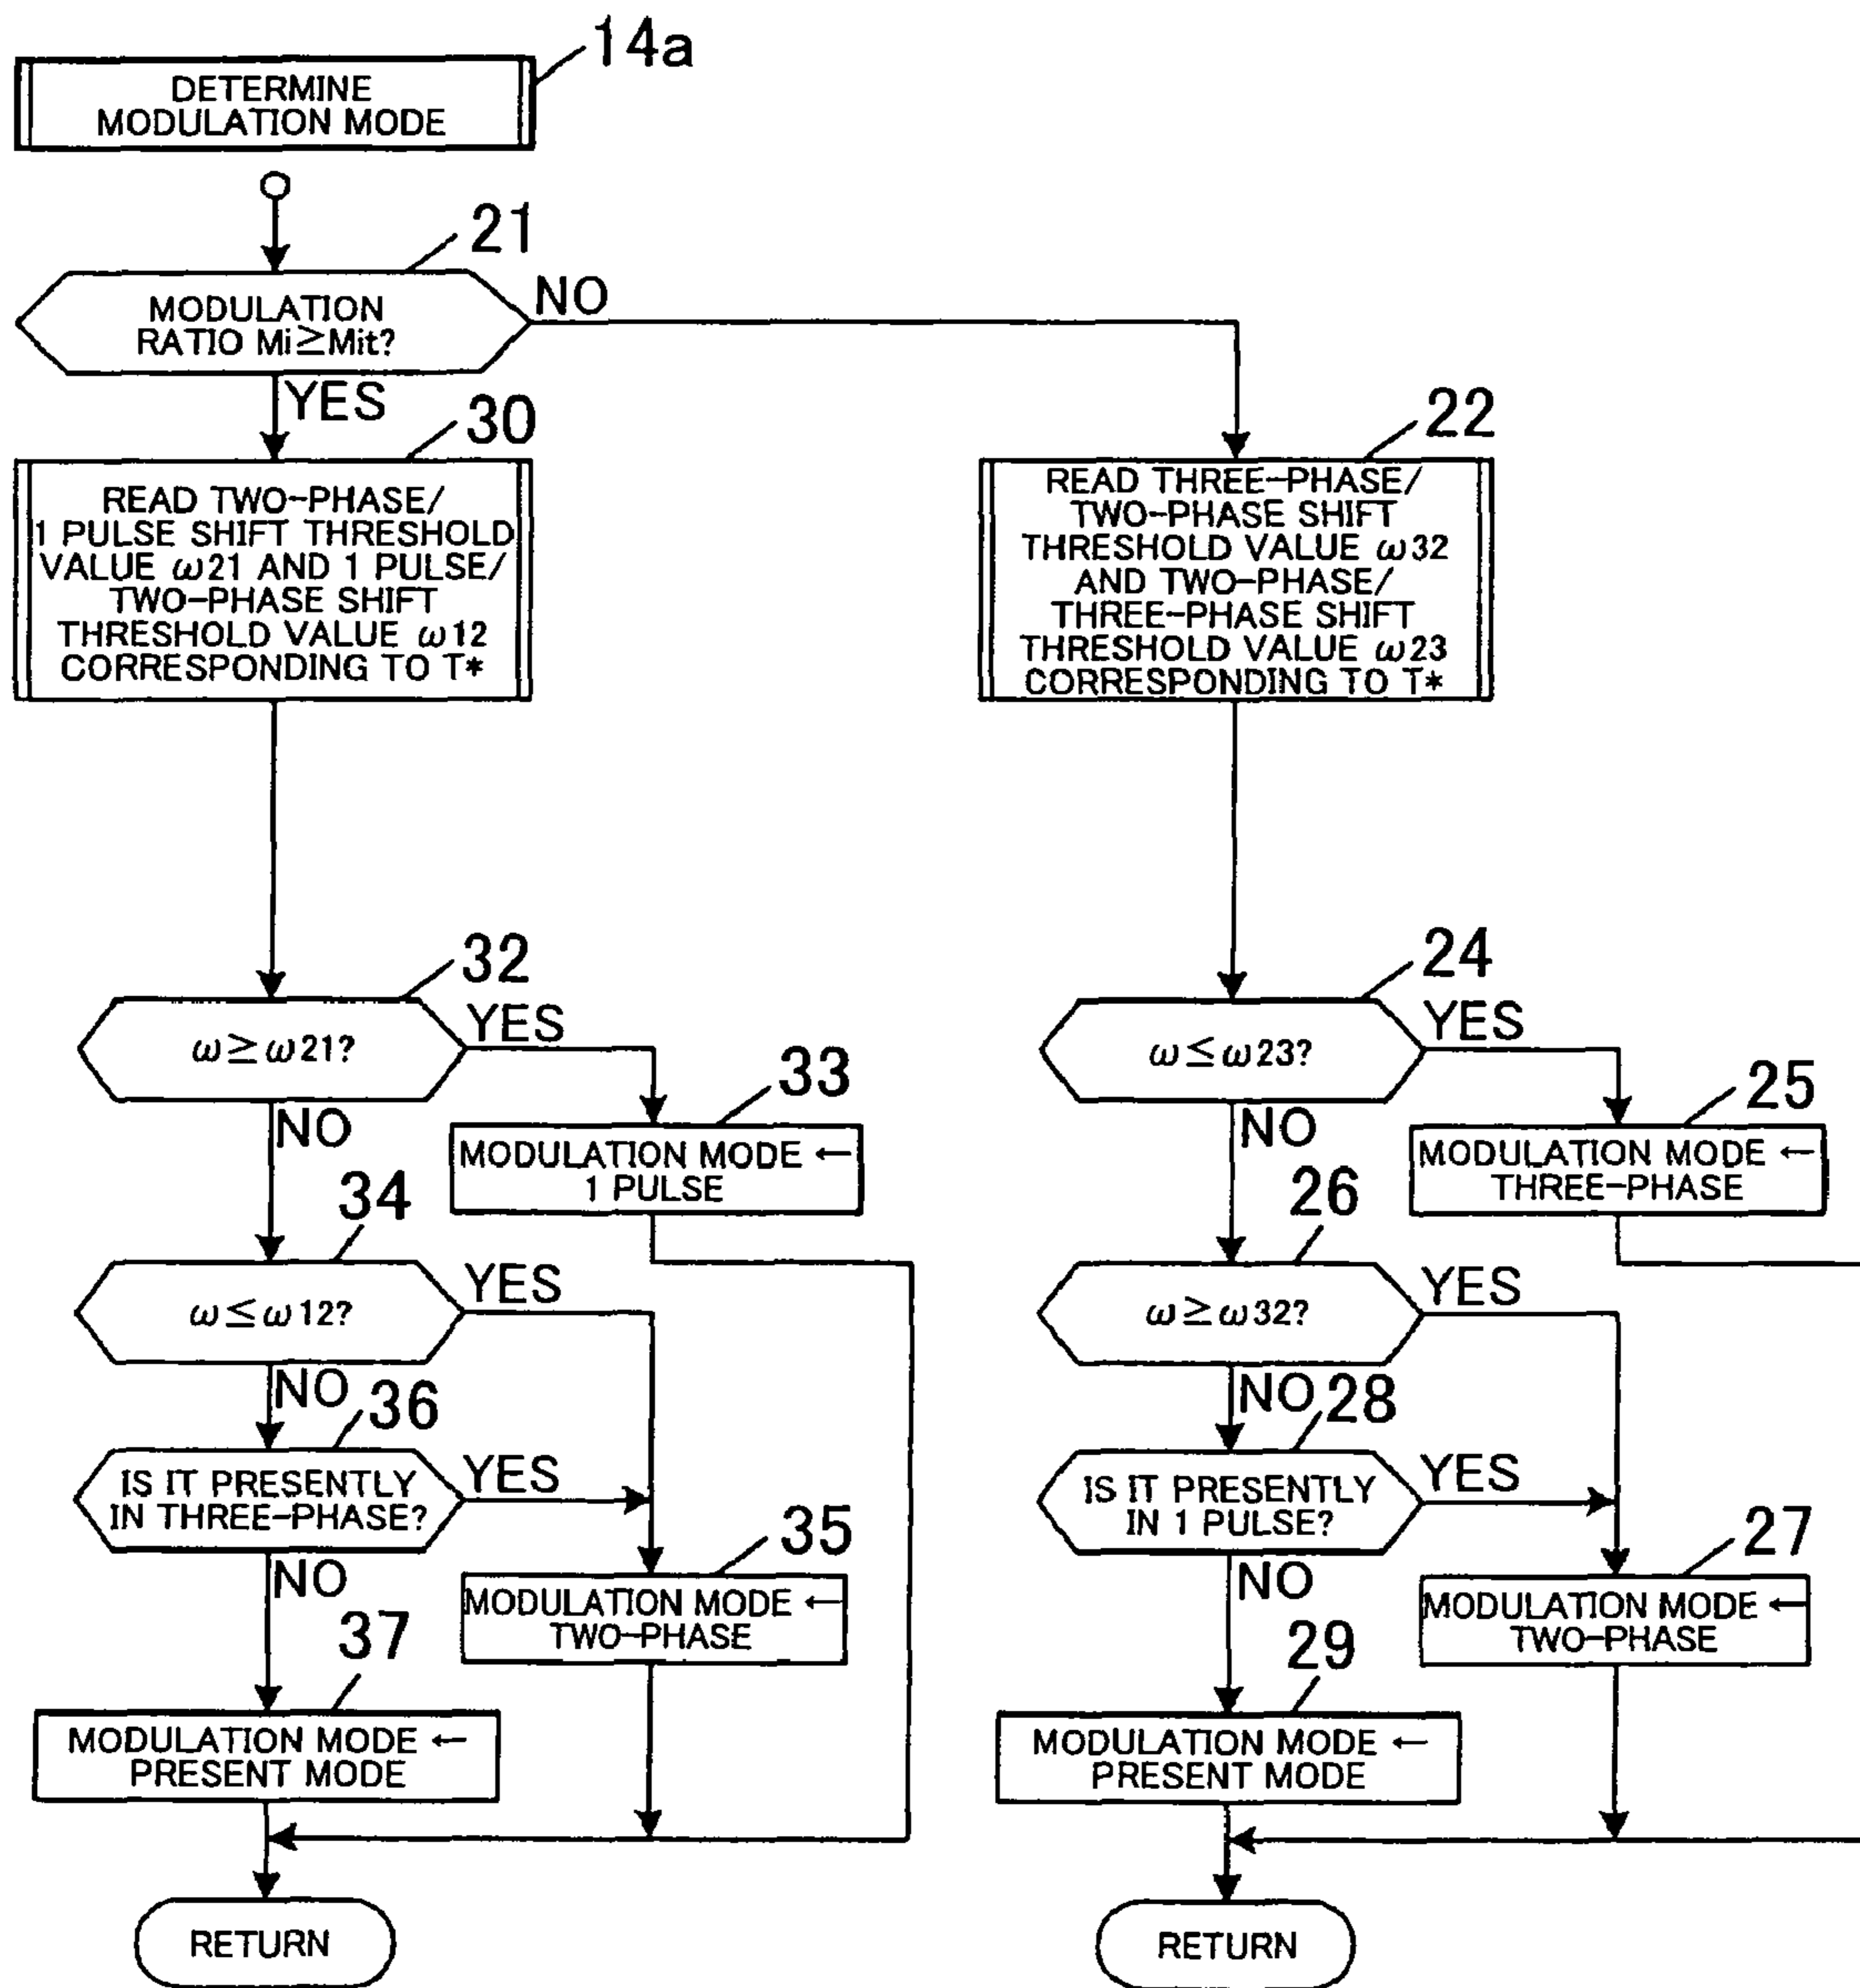 14a
DETERMINE
MODULATION MODE
21
MODULATION
RATIO Mi≧Mit?
NO
YES
30
READ TWO-PHASE/
1 PULSE SHIFT THRESHOLD
VALUE ω21 AND 1 PULSE/
TWO-PHASE SHIFT
THRESHOLD VALUE ω12
CORRESPONDING TO T*
22
READ THREE-PHASE/
TWO-PHASE SHIFT
THRESHOLD VALUE ω32
AND TWO-PHASE/
THREE-PHASE SHIFT
THRESHOLD VALUE ω23
CORRESPONDING TO T*
32
ω≧ω21?
YES
NO
33
MODULATION MODE ←
1 PULSE
34
ω≦ω12?
YES
NO
36
IS IT PRESENTLY
IN THREE-PHASE?
YES
NO
35
MODULATION MODE ←
TWO-PHASE
37
MODULATION MODE ←
PRESENT MODE
RETURN
24
ω≦ω23?
YES
NO
25
MODULATION MODE ←
THREE-PHASE
26
ω≧ω32?
YES
NO
28
IS IT PRESENTLY
IN 1 PULSE?
YES
NO
27
MODULATION MODE ←
TWO-PHASE
29
MODULATION MODE ←
PRESENT MODE
RETURN